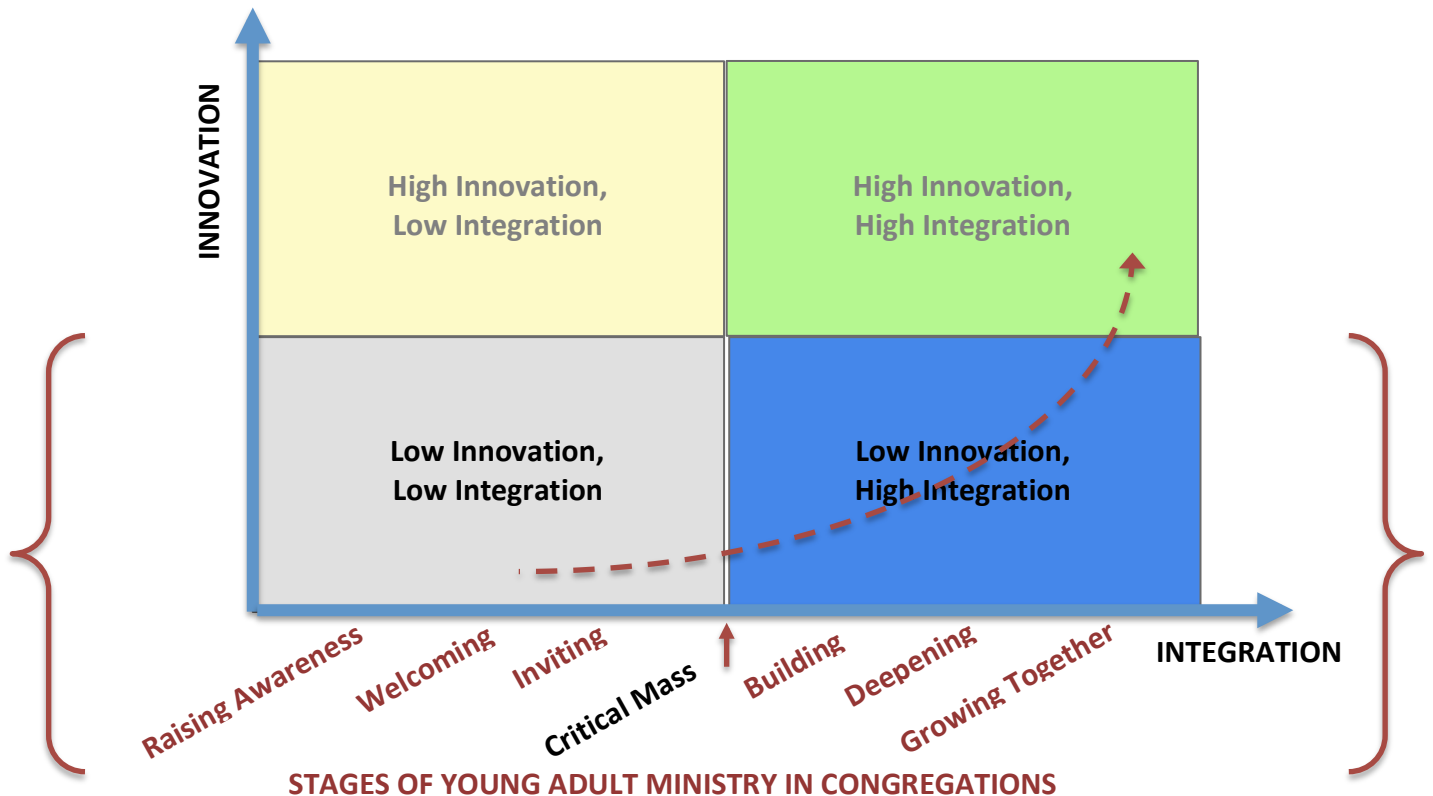 INNOVATION
High Innovation,
Low Integration
High Innovation,
High Integration
Low Innovation,
Low Integration
Low Innovation,
High Integration
Raising Awareness
Welcoming
Inviting
Critical Mass
Building
Deepening
Growing Together
INTEGRATION
STAGES OF YOUNG ADULT MINISTRY IN CONGREGATIONS